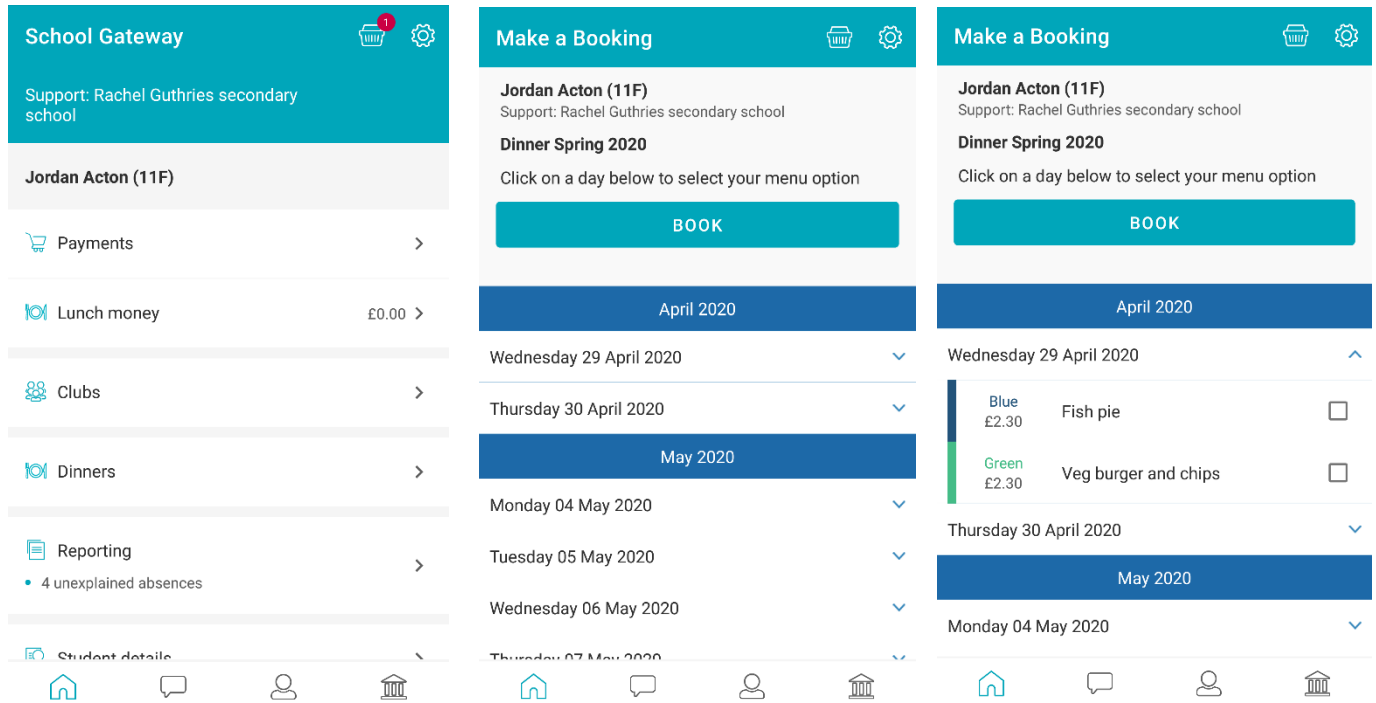 School Gateway
1
Support: Rachel Guthries secondary
school
Jordan Acton (11F)
Payments
Lunch money £0.00
Clubs
Dinners
Reporting
4 unexplained absences
Student details
Make a Booking
Jordan Acton (11F)
Support: Rachel Guthries secondary school
Dinner Spring 2020
Click on a day below to select your menu option
BOOK
April 2020
Wednesday 29 April 2020
Thursday 30 April 2020
May 2020
Monday 04 May 2020
Tuesday 05 May 2020
Wednesday 06 May 2020
Thursday 07 May 2020
Make a Booking
Jordan Acton (11F)
Support: Rachel Guthries secondary school
Dinner Spring 2020
Click on a day below to select your menu option
BOOK
April 2020
Wednesday 29 April 2020
Blue
£2.30
Fish pie
Green
£2.30
Veg burger and chips
Thursday 30 April 2020
May 2020
Monday 04 May 2020